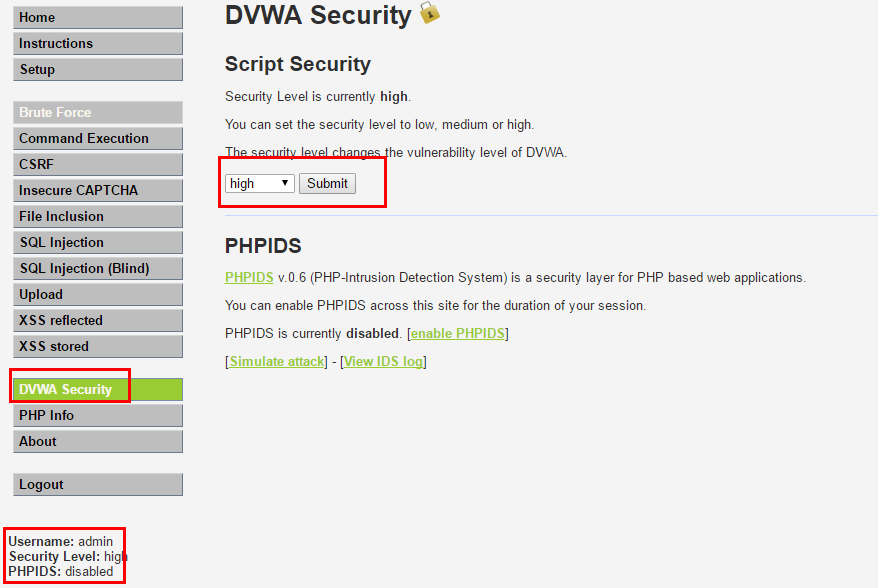 Home
Instructions
Setup
Brute Force
Command Execution
CSRF
Insecure CAPTCHA
File Inclusion
SQL Injection
SQL Injection (Blind)
Upload
XSS reflected
XSS stored
DVWA Security
PHP Info
About
Logout
Username: admin
Security Level: high
PHPIDS: disabled
DVWA Security
Script Security
Security Level is currently high.
You can set the security level to low, medium or high.
The security level changes the vulnerability level of DVWA.
high Submit
PHPIDS
PHPIDS v.0.6 (PHP-Intrusion Detection System) is a security layer for PHP based web applications.
You can enable PHPIDS across this site for the duration of your session.
PHPIDS is currently disabled. [enable PHPIDS]
[Simulate attack] - [View IDS log]